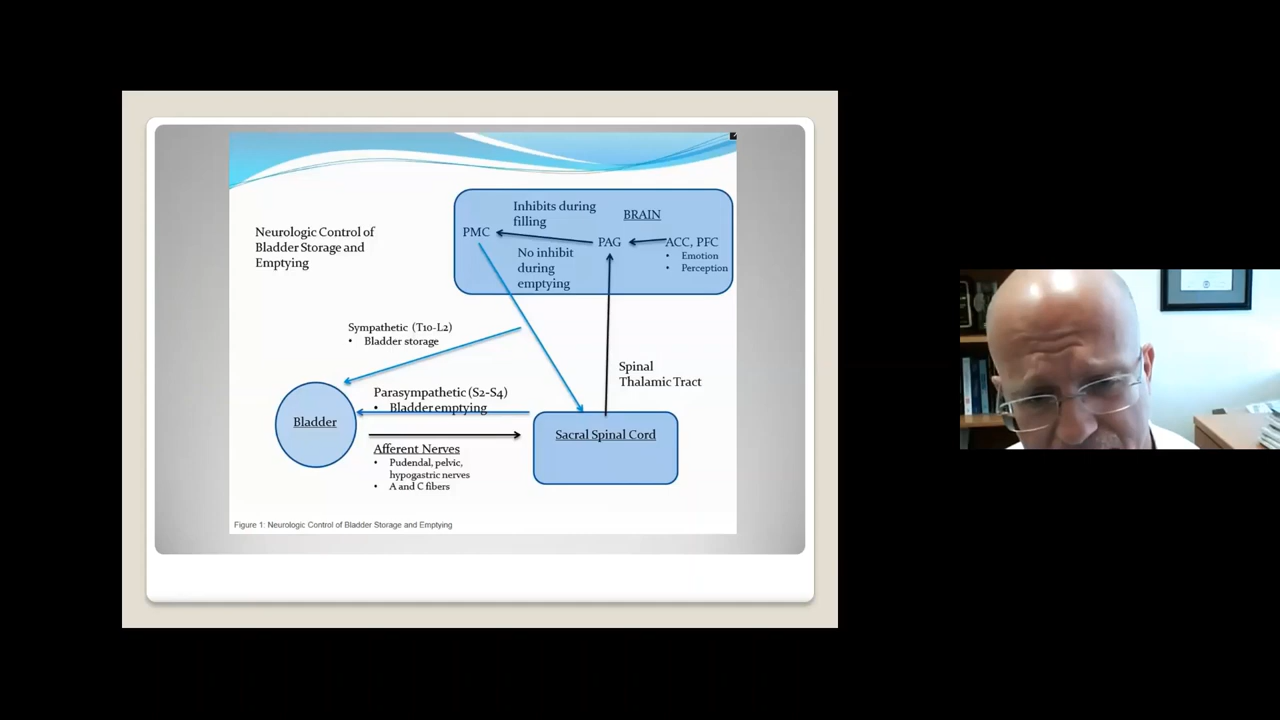 Neurologic Control of
Bladder Storage and
Emptying
Inhibits during
filling
BRAIN
PMC
PAG
ACC, PFC
• Emotion
• Perception
No inhibit
during
emptying
Sympathetic (T10-L2)
• Bladder storage
Spinal
Thalamic Tract
Parasympathetic (S2-S4)
• Bladder emptying
Bladder
Sacral Spinal Cord
Afferent Nerves
• Pudendal, pelvic,
hypogastric nerves
• A and C fibers
Figure 1: Neurologic Control of Bladder Storage and Emptying